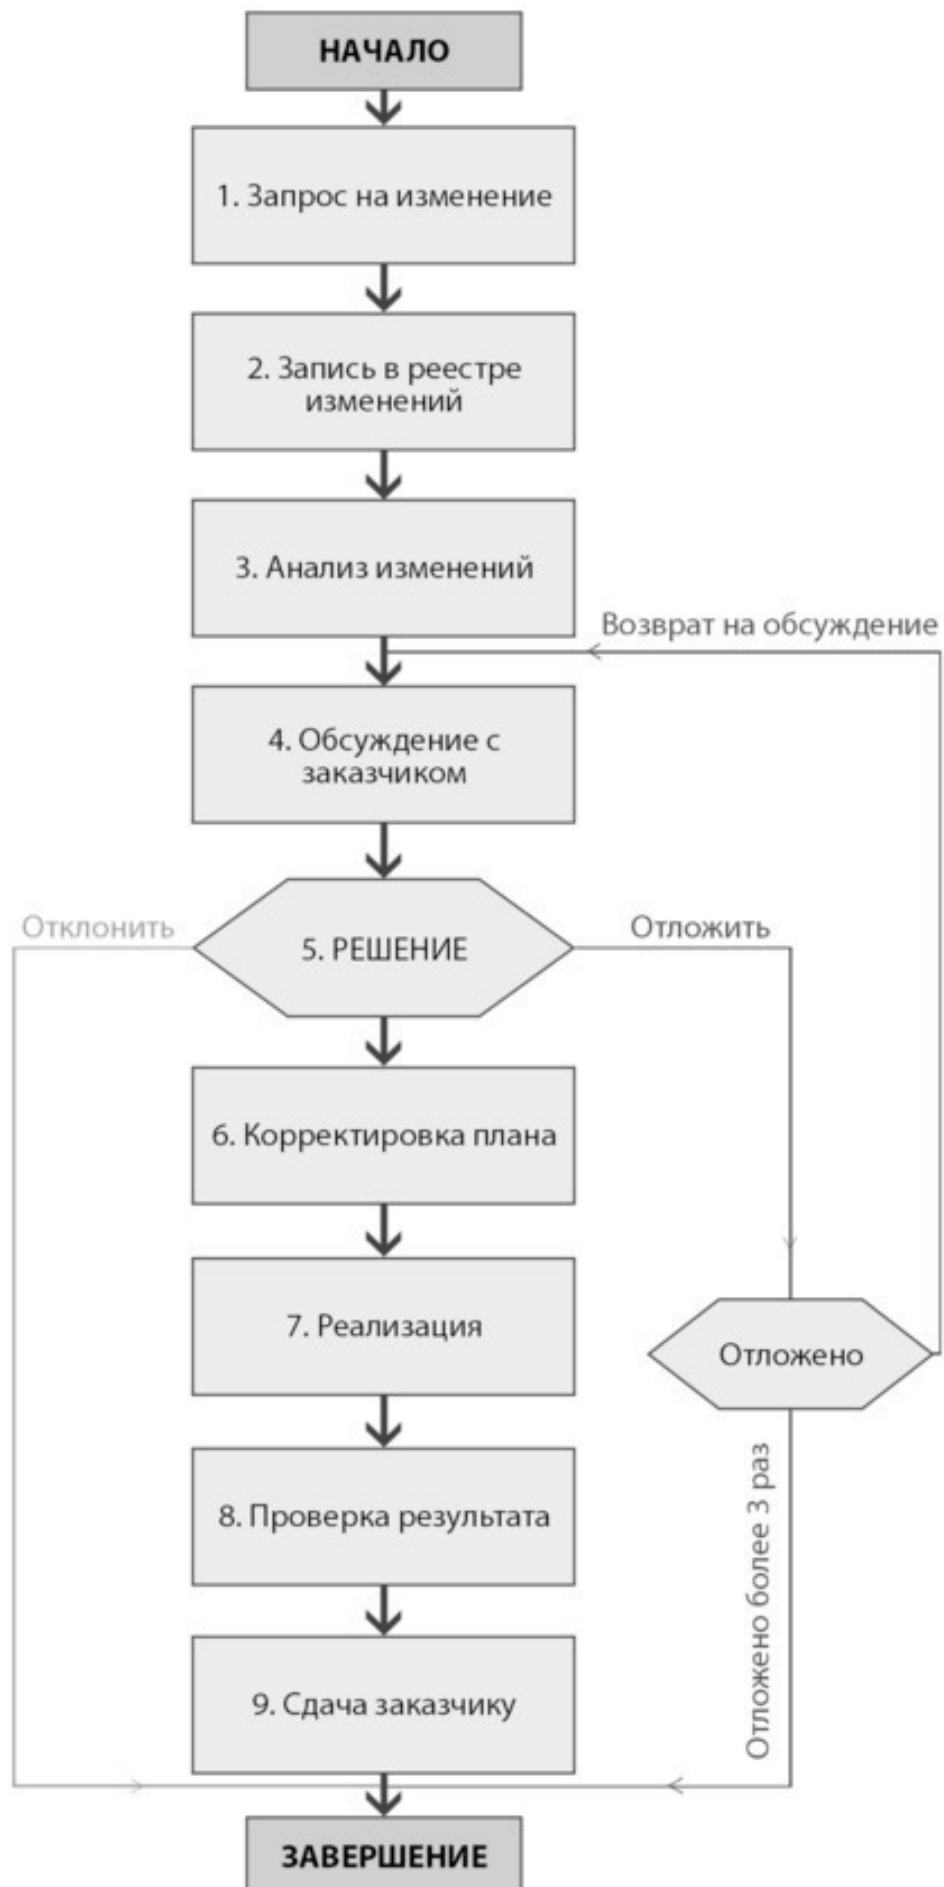 НАЧАЛО
1. Запрос на изменение
2. Запись в реестре
изменений
3. Анализ изменений
Возврат на обсуждение
4. Обсуждение с
заказчиком
Отклонить
5. РЕШЕНИЕ
Отложить
6. Корректировка плана
7. Реализация
Отложено
8. Проверка результата
Отложено более 3 раз
9. Сдача заказчику
ЗАВЕРШЕНИЕ